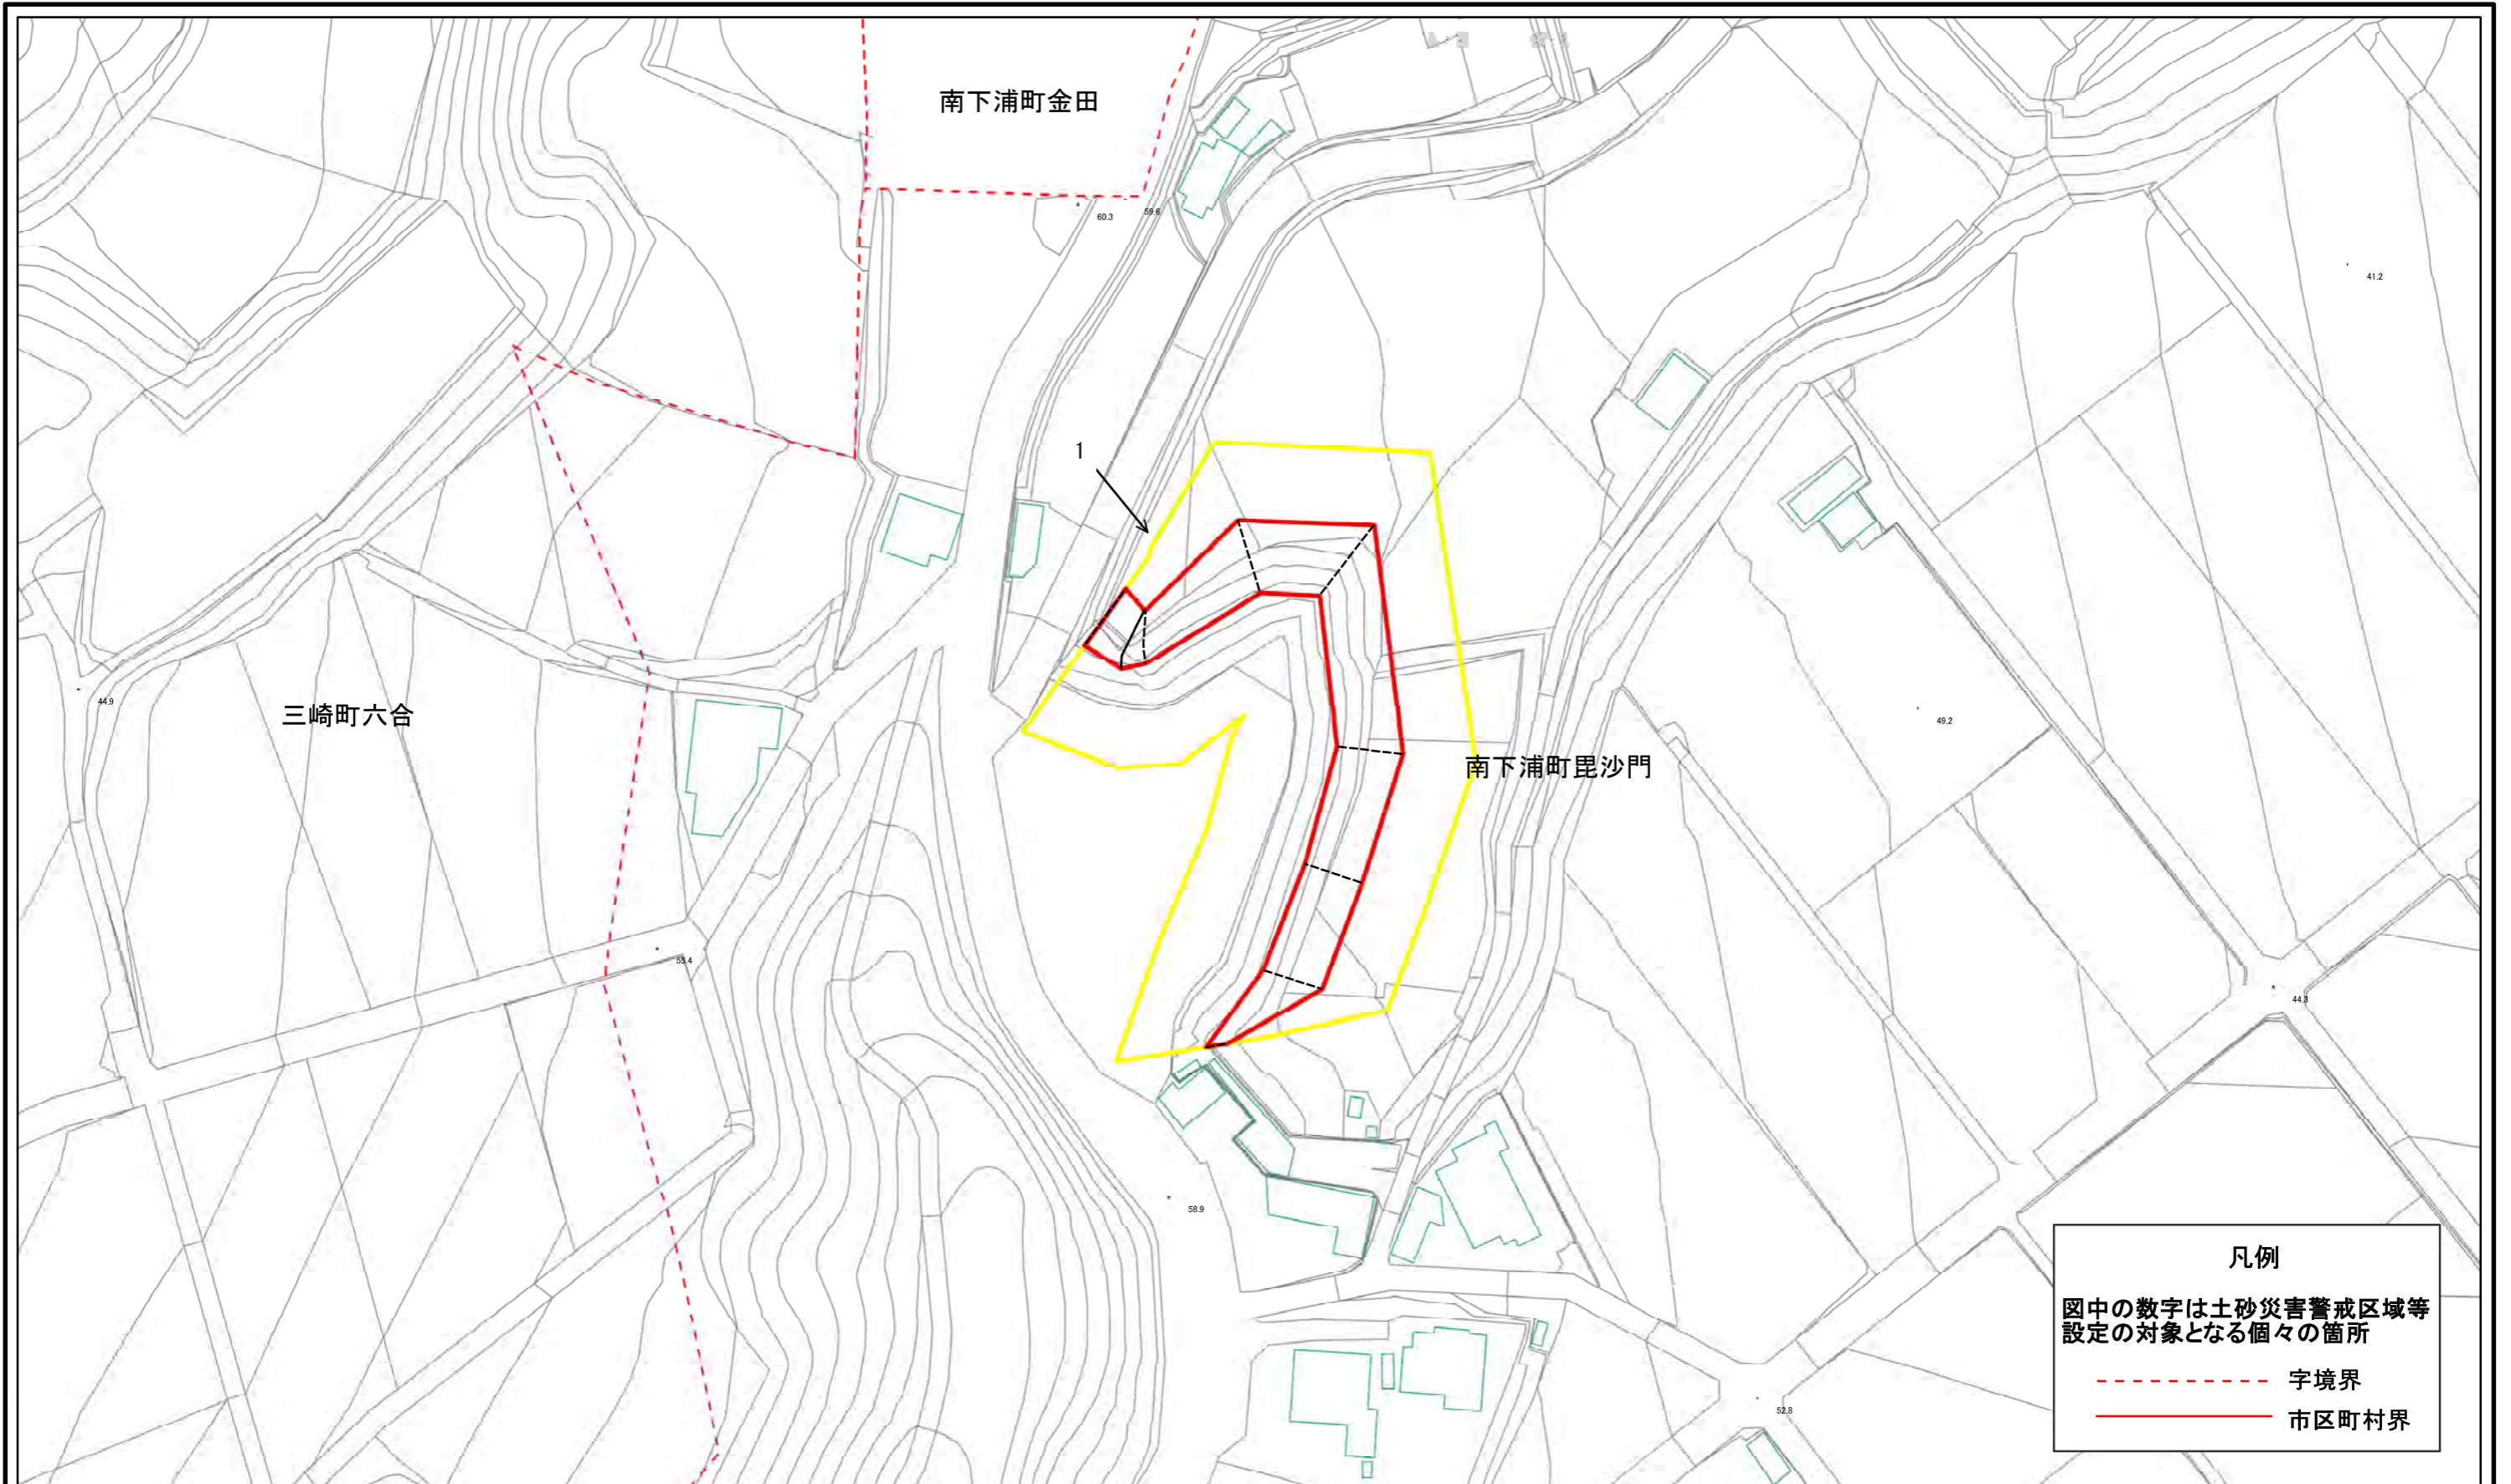 南下浦町金田
60.3
59.6
41.2
1
44.9
三崎町六合
49.2
南下浦町毘沙門
55.4
44.3
58.9
52.8
凡例
図中の数字は土砂災害警戒区域等
設定の対象となる個々の箇所
字境界
市区町村界